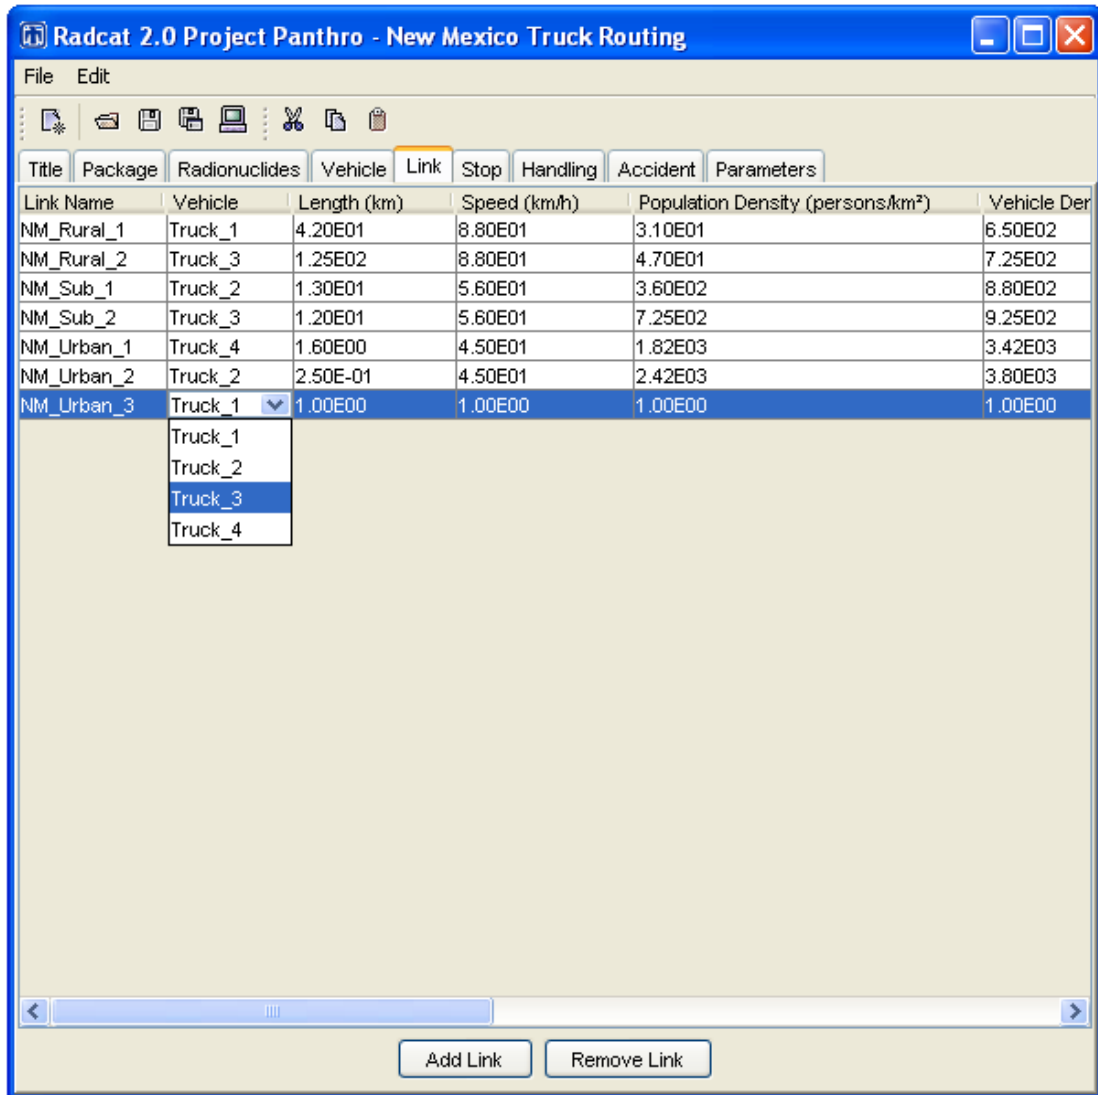 Radcat 2.0 Project Panthro - New Mexico Truck Routing
File Edit
Title Package Radionuclides Vehicle Link Stop Handling Accident Parameters
Link Name Vehicle Length (km) Speed (km/h) Population Density (persons/km²) Vehicle Der
NM_Rural_1 Truck_1 4.20E01 8.80E01 3.10E01 6.50E02
NM_Rural_2 Truck_3 1.25E02 8.80E01 4.70E01 7.25E02
NM_Sub_1 Truck_2 1.30E01 5.60E01 3.60E02 8.80E02
NM_Sub_2 Truck_3 1.20E01 5.60E01 7.25E02 9.25E02
NM_Urban_1 Truck_4 1.60E00 4.50E01 1.82E03 3.42E03
NM_Urban_2 Truck_2 2.50E-01 4.50E01 2.42E03 3.80E03
NM_Urban_3 Truck_1 1.00E00 1.00E00 1.00E00 1.00E00
Truck_1
Truck_2
Truck_3
Truck_4
Add Link Remove Link